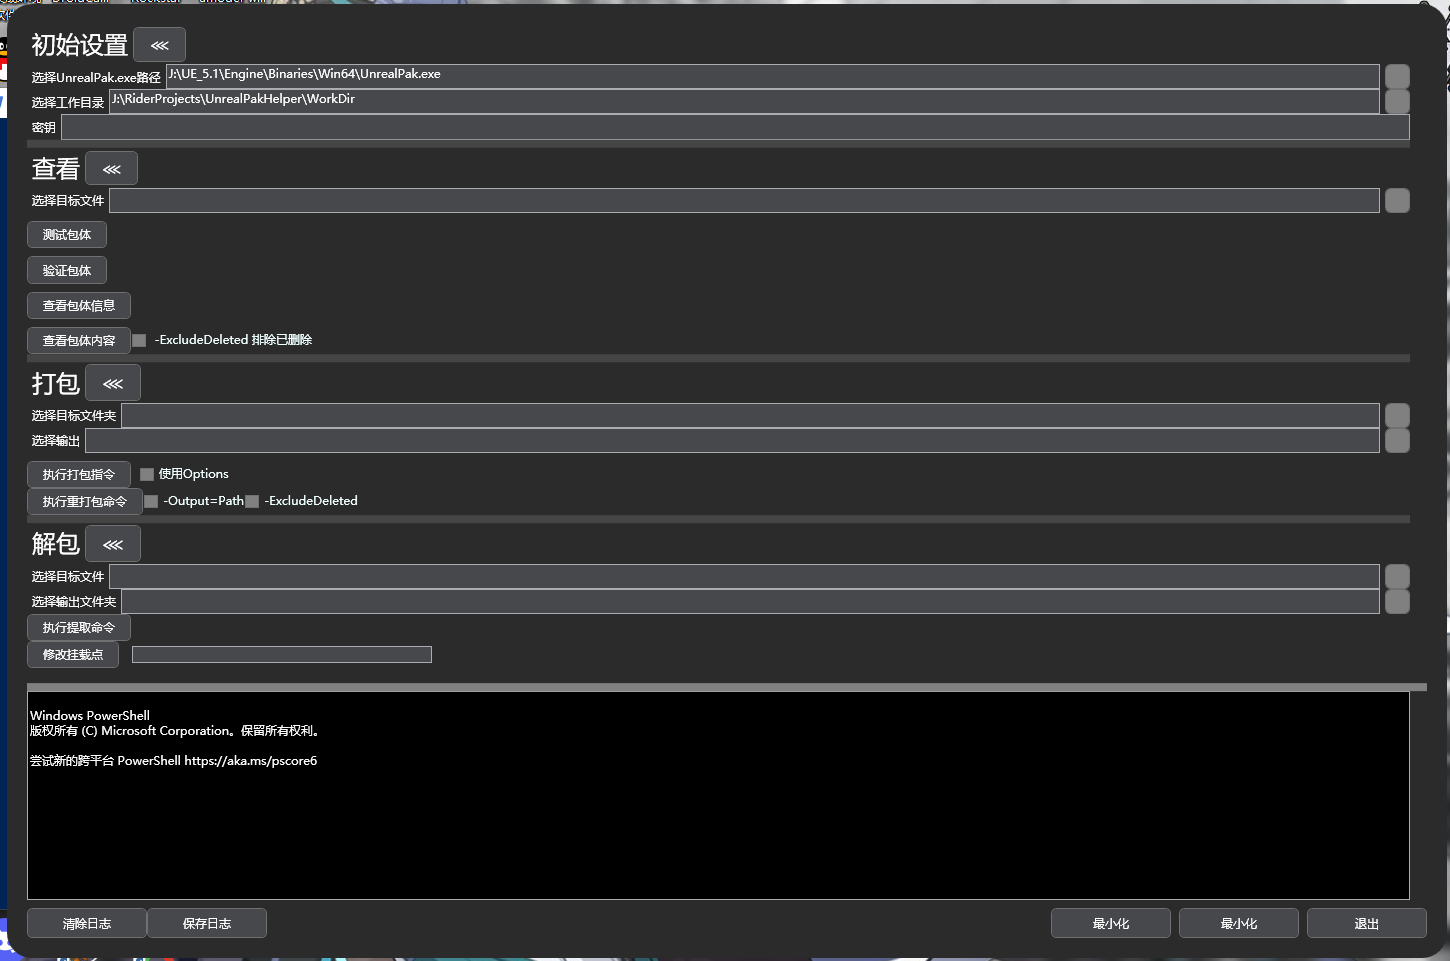 初始设置 <<<
选择UnrealPak.exe路径 J:\UE_5.1\Engine\Binaries\Win64\UnrealPak.exe
选择工作目录 J:\RiderProjects\UnrealPakHelper\WorkDir
密钥
查看 <<<
选择目标文件
测试包体
验证包体
查看包体信息
查看包体内容 -ExcludeDeleted 排除已删除
打包 <<<
选择目标文件夹
选择输出
执行打包指令 使用Options
执行重打包命令 -Output=Path -ExcludeDeleted
解包 <<<
选择目标文件
选择输出文件夹
执行提取命令
修改挂载点
Windows PowerShell
版权所有 (C) Microsoft Corporation。保留所有权利。
尝试新的跨平台 PowerShell https://aka.ms/pscore6
清除日志 保存日志 最小化 最小化 退出